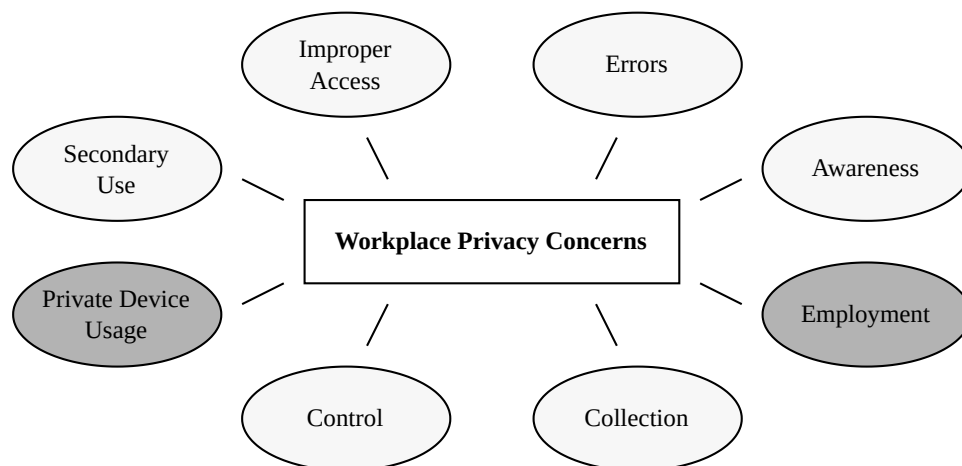 Improper
Access
Errors
Secondary
Use
Awareness
Workplace Privacy Concerns
Private Device
Usage
Employment
Control
Collection